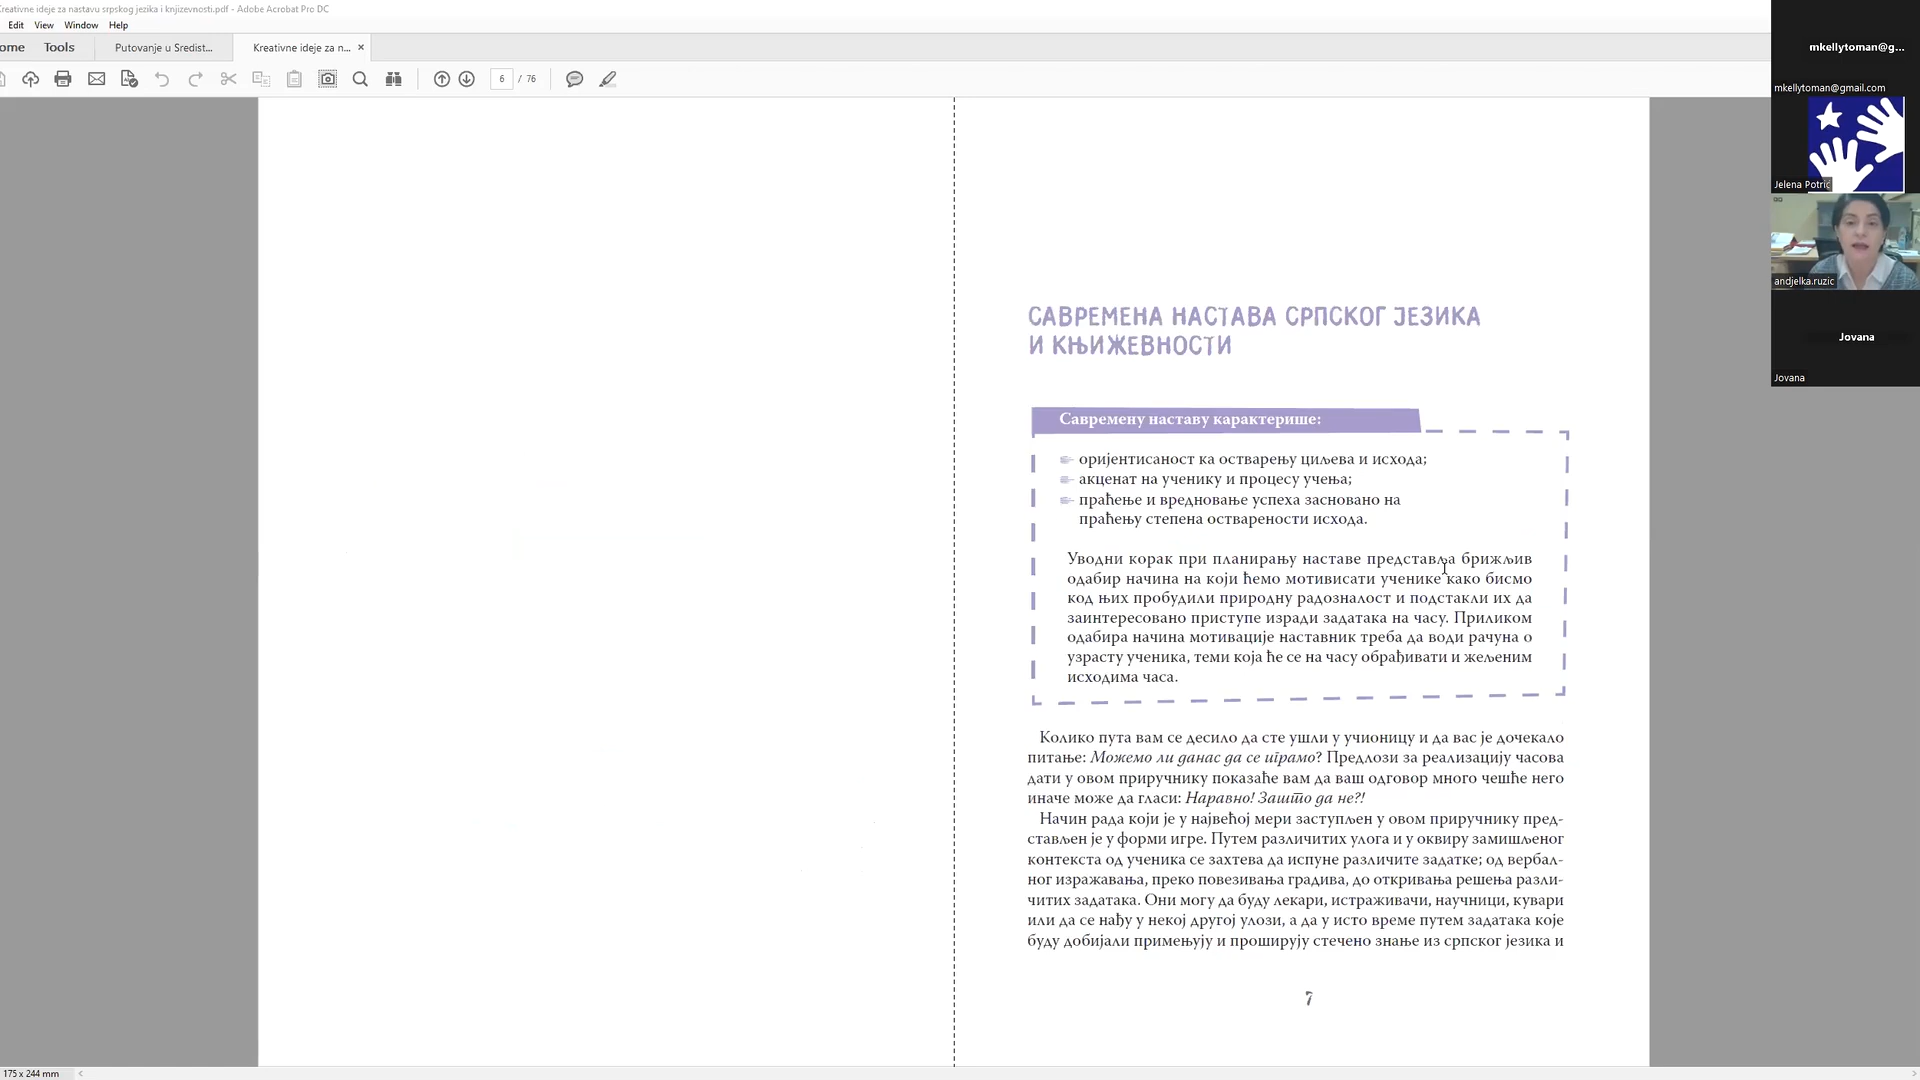 Creativne ideje za nastavu srpskog jezika i knjizevnosti.pdf - Adobe Acrobat Pro DC
Edit View Window Help
ome Tools Putovanje u Sredist... Kreativne ideje za n... ×
6 / 76
САВРЕМЕНА НАСТАВА СРПСКОГ ЈЕЗИКА
И КЊИЖЕВНОСТИ
Савремену наставу карактерише:
оријентисаност ка остварењу циљева и исхода;
акценат на ученику и процесу учења;
праћење и вредновање успеха засновано на
праћењу степена остварености исхода.
Уводни корак при планирању наставе представља брижљив
одабир начина на који ћемо мотивисати ученике како бисмо
код њих пробудили природну радозналост и подстакли их да
заинтересовано приступе изради задатака на часу. Приликом
одабира начина мотивације наставник треба да води рачуна о
узрасту ученика, теми која ће се на часу обрађивати и жељеним
исходима часа.
Колико пута вам се десило да сте ушли у учионицу и да вас је дочекало
питање: Можемо ли данас да се играмо? Предлози за реализацију часова
дати у овом приручнику показаће вам да ваш одговор много чешће него
иначе може да гласи: Наравно! Зашто да не?!
Начин рада који је у највећој мери заступљен у овом приручнику пред-
стављен је у форми игре. Путем различитих улога и у оквиру замишљеног
контекста од ученика се захтева да испуне различите задатке; од вербал-
ног изражавања, преко повезивања градива, до откривања решења разли-
читих задатака. Они могу да буду лекари, истраживачи, научници, кувари
или да се нађу у некој другој улози, а да у исто време путем задатака које
буду добијали примењују и проширују стечено знање из српског језика и
7
175 x 244 mm
mkellytoman@g...
mkellytoman@gmail.com
Jelena Potrić
andjelka.ruzic
Jovana
Jovana